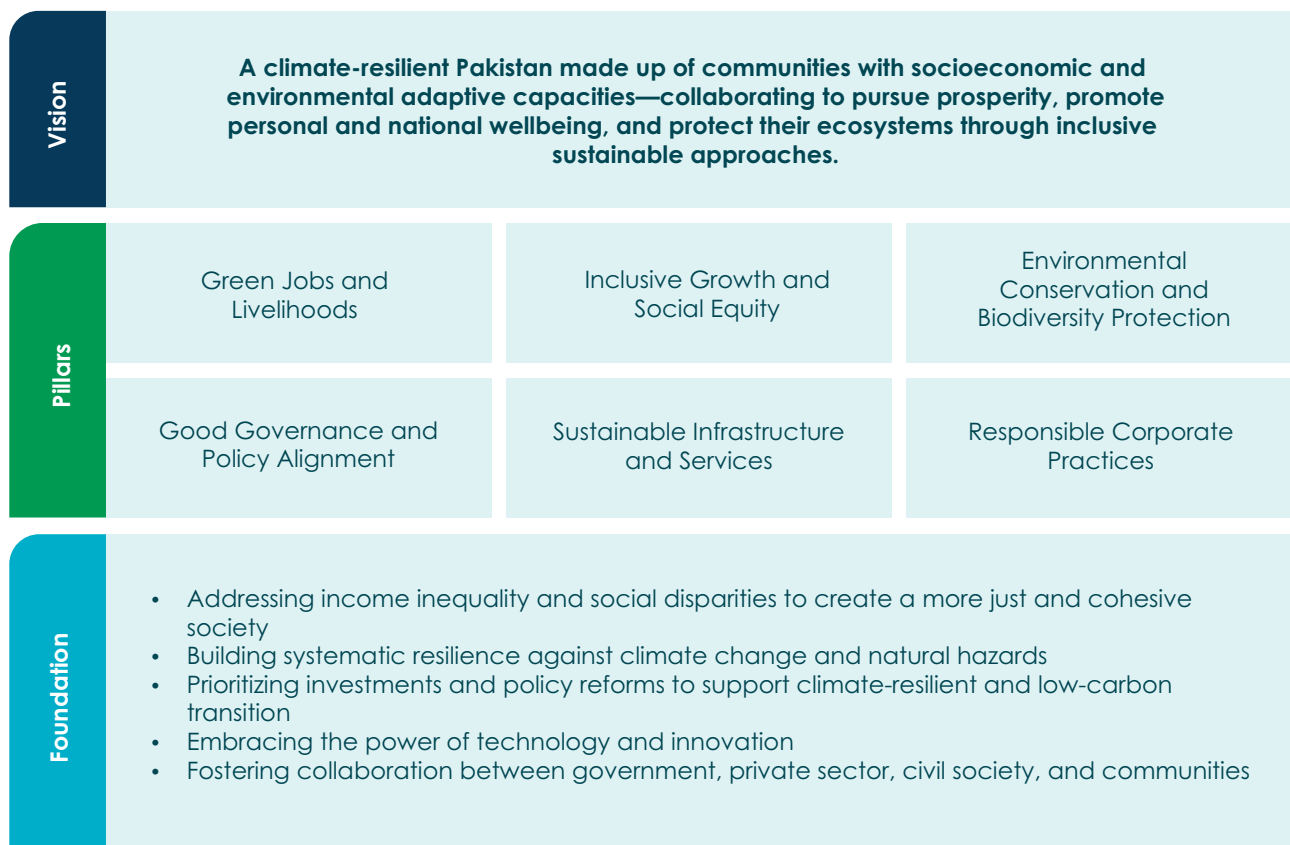 Vision
A climate-resilient Pakistan made up of communities with socioeconomic and
environmental adaptive capacities—collaborating to pursue prosperity, promote
personal and national wellbeing, and protect their ecosystems through inclusive
sustainable approaches.
Pillars
Green Jobs and
Livelihoods
Inclusive Growth and
Social Equity
Environmental
Conservation and
Biodiversity Protection
Good Governance and
Policy Alignment
Sustainable Infrastructure
and Services
Responsible Corporate
Practices
Foundation
• Addressing income inequality and social disparities to create a more just and cohesive
society
• Building systematic resilience against climate change and natural hazards
• Prioritizing investments and policy reforms to support climate-resilient and low-carbon
transition
• Embracing the power of technology and innovation
• Fostering collaboration between government, private sector, civil society, and communities